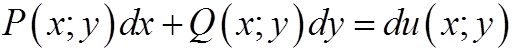 P(x; y)dx + Q(x; y)dy = du(x; y)